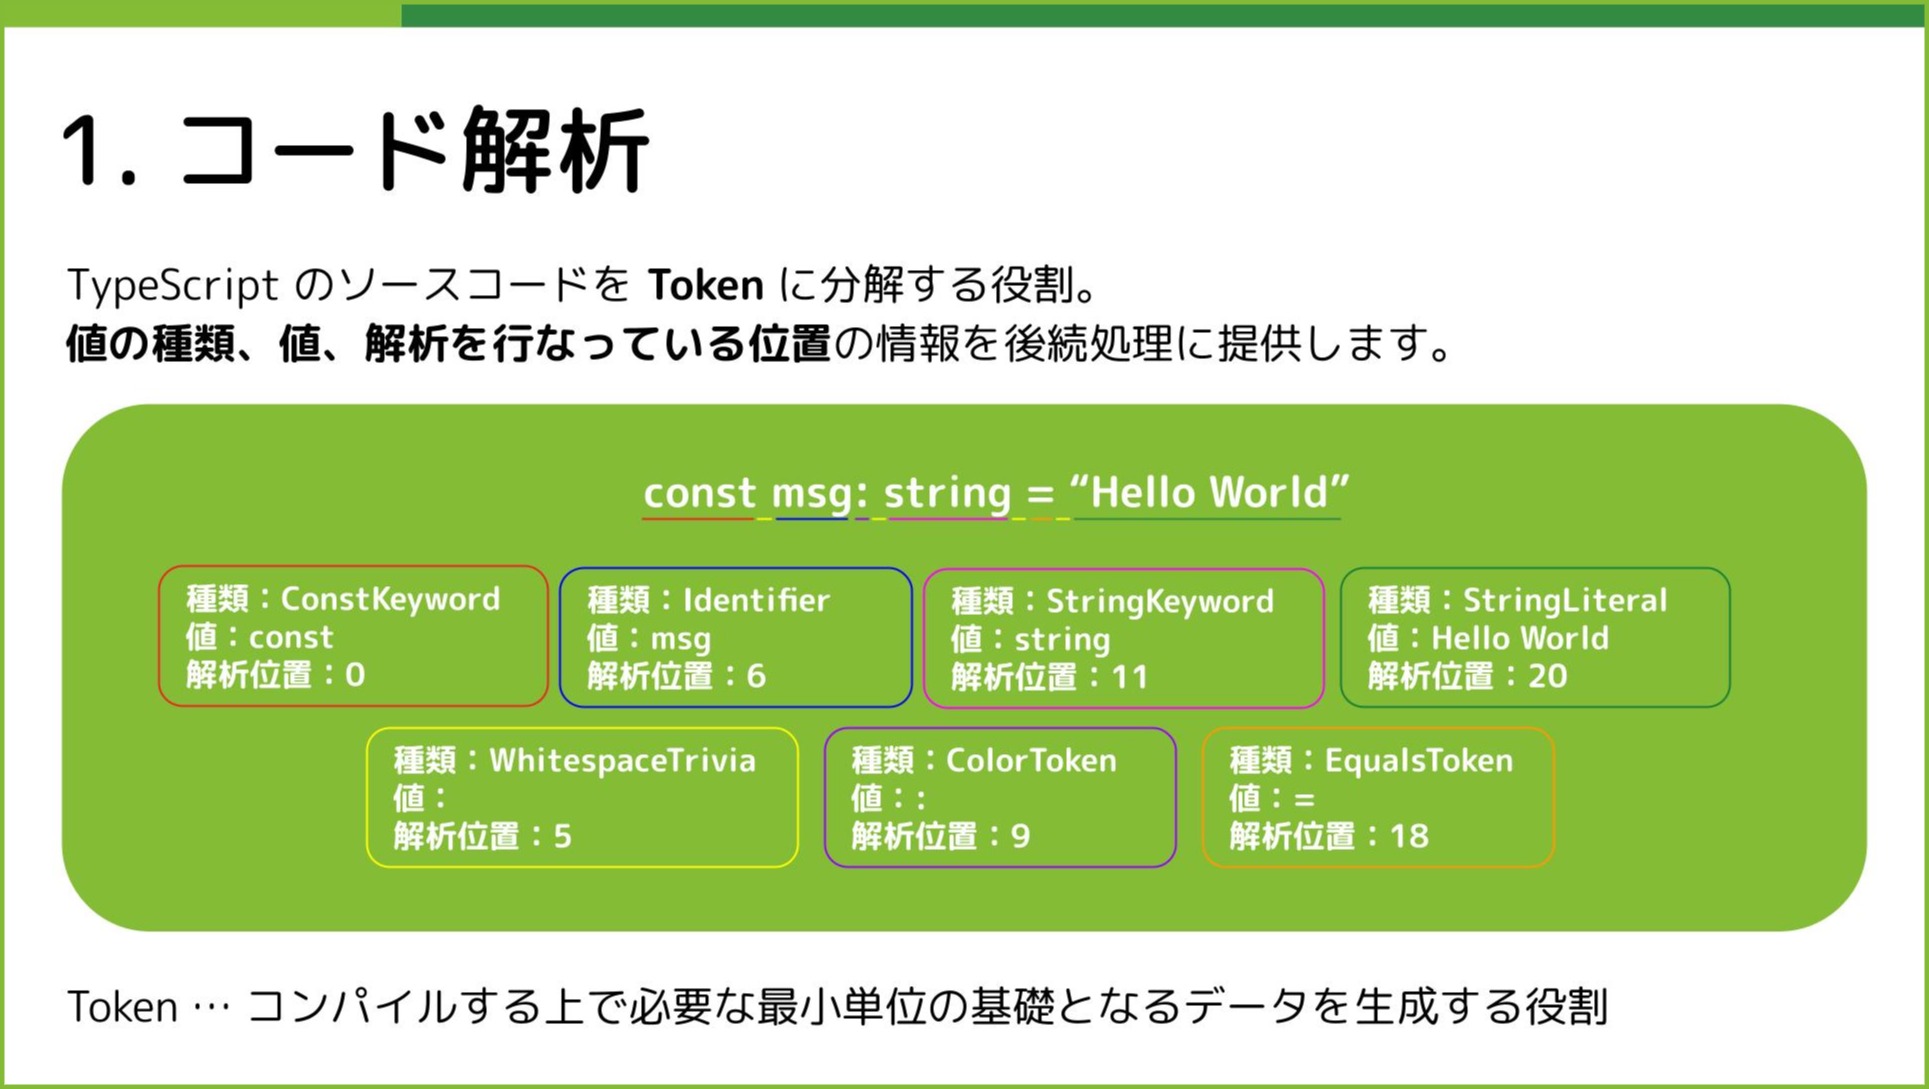 1. コード解析
TypeScript のソースコードを Token に分解する役割。
値の種類、値、解析を行なっている位置の情報を後続処理に提供します。
const msg: string = “Hello World”
種類：ConstKeyword
値：const
解析位置：0
種類：Identifier
値：msg
解析位置：6
種類：StringKeyword
値：string
解析位置：11
種類：StringLiteral
値：Hello World
解析位置：20
種類：WhitespaceTrivia
値：
解析位置：5
種類：ColorToken
値：:
解析位置：9
種類：EqualsToken
値：=
解析位置：18
Token … コンパイルする上で必要な最小単位の基礎となるデータを生成する役割